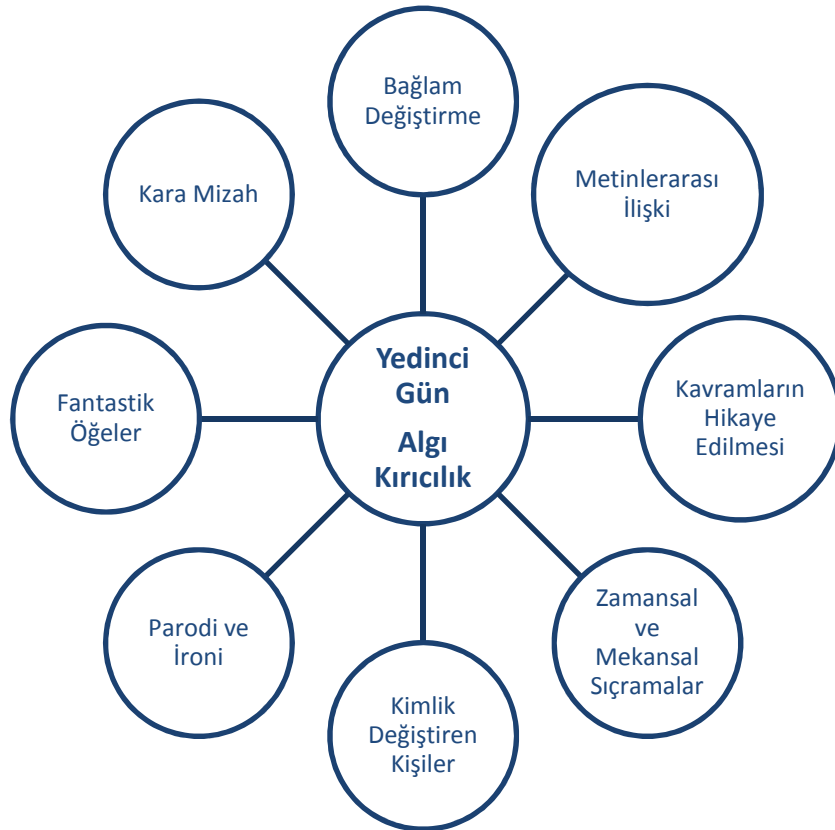 Bağlam
Değiştirme
Metinlerarası
İlişki
Kavramların
Hikaye
Edilmesi
Zamansal
ve
Mekansal
Sıçramalar
Kimlik
Değiştiren
Kişiler
Parodi ve
İroni
Fantastik
Öğeler
Kara Mizah
Yedinci
Gün
Algı
Kırıcılık